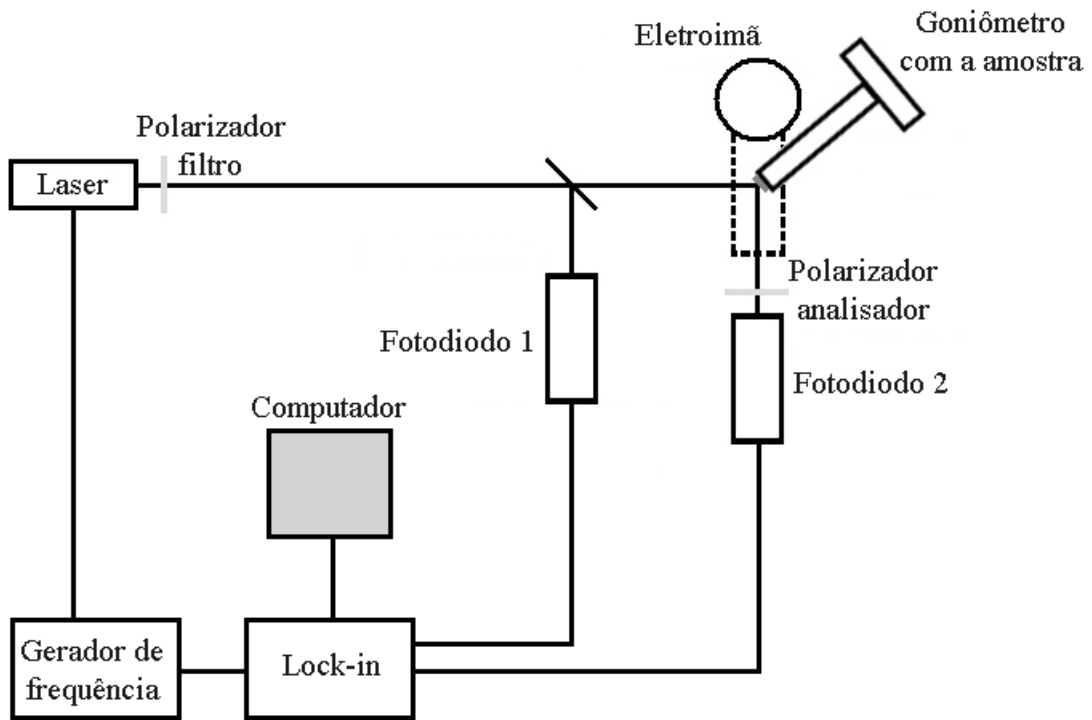 Eletroimã
Goniômetro
com a amostra
Polarizador
filtro
Laser
Polarizador
analisador
Fotodiodo 1
Fotodiodo 2
Computador
Gerador de
frequência
Lock-in